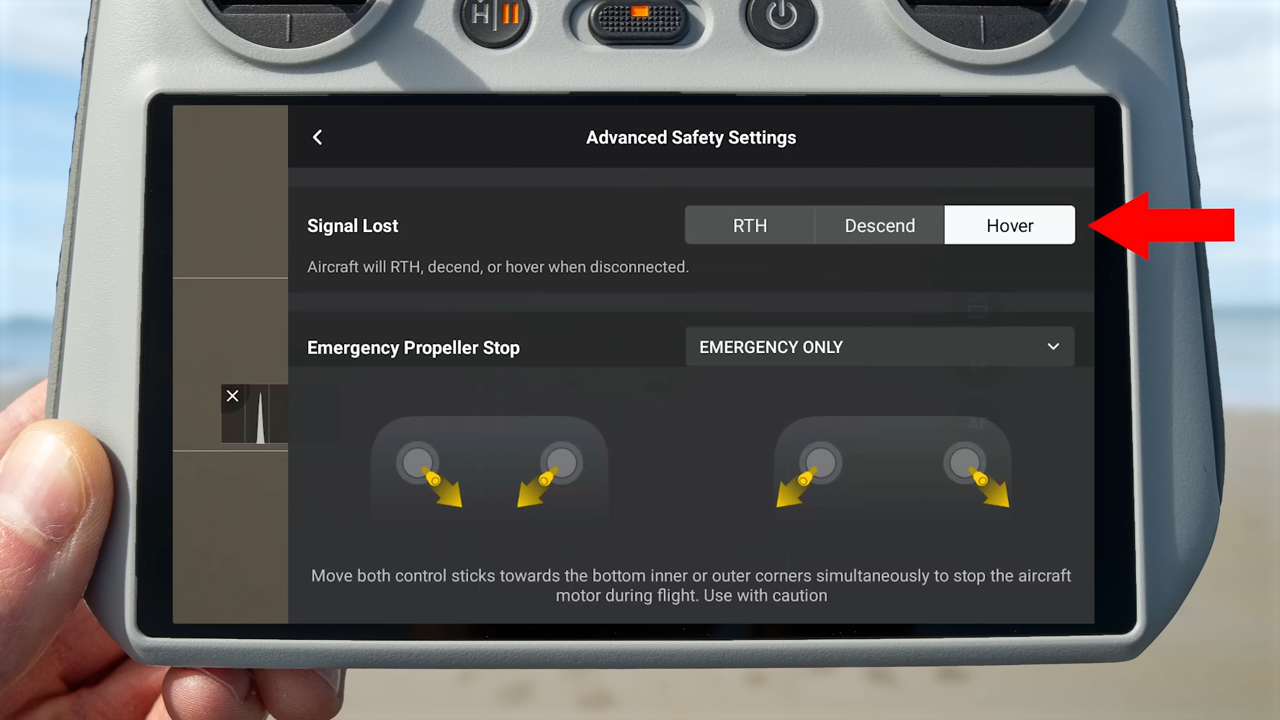 H
Advanced Safety Settings
Signal Lost
RTH
Descend
Hover
Aircraft will RTH, decend, or hover when disconnected.
Emergency Propeller Stop
EMERGENCY ONLY
Move both control sticks towards the bottom inner or outer corners simultaneously to stop the aircraft
motor during flight. Use with caution